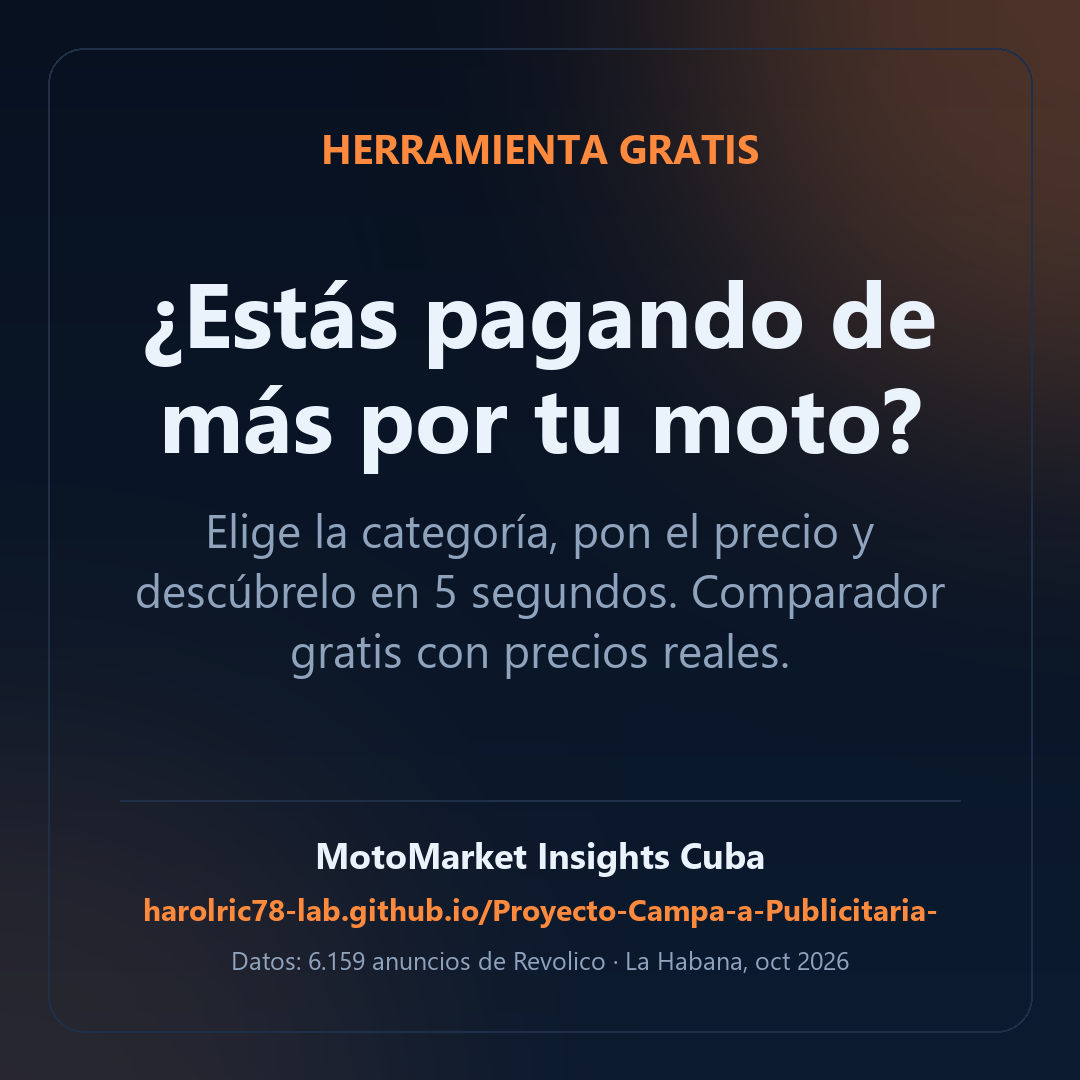 HERRAMIENTA GRATIS
¿Estás pagando de
más por tu moto?
Elige la categoría, pon el precio y
descúbrelo en 5 segundos. Comparador
gratis con precios reales.
MotoMarket Insights Cuba
harolric78-lab.github.io/Proyecto-Campa-a-Publicitaria-
Datos: 6.159 anuncios de Revolico · La Habana, oct 2026